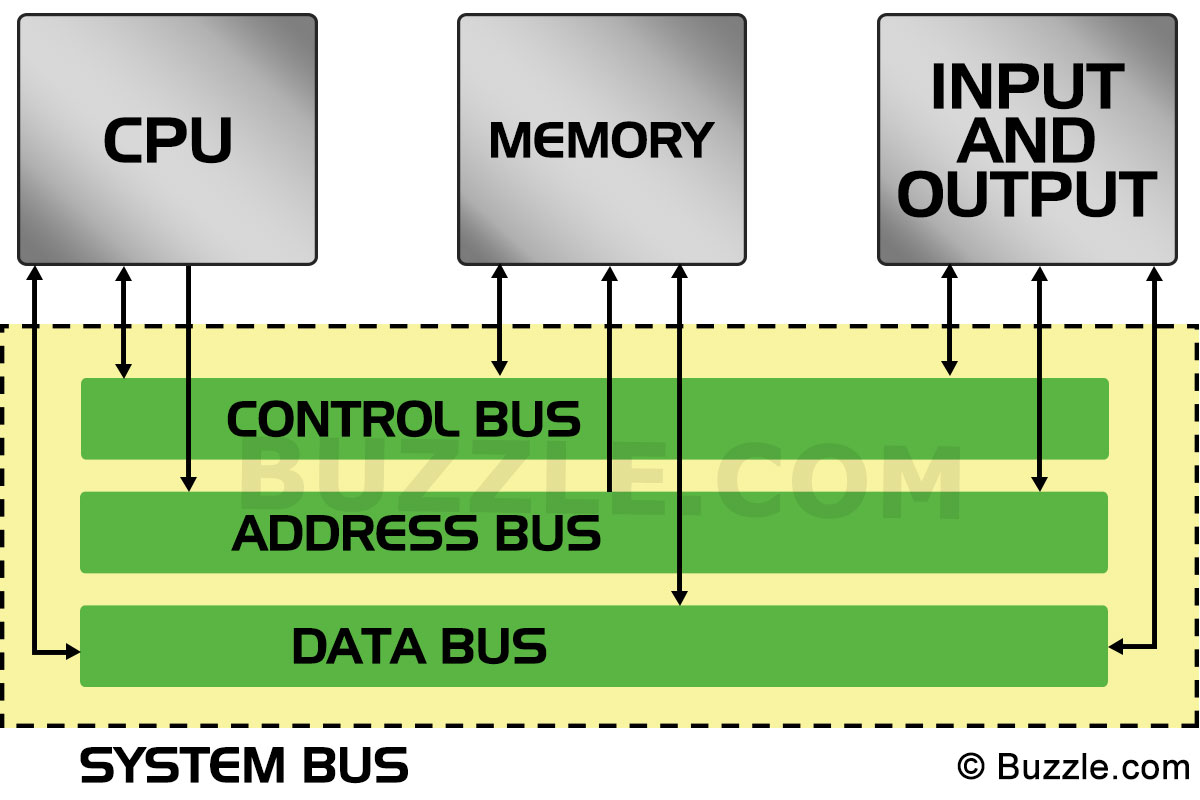 CPU
MEMORY
INPUT
AND
OUTPUT
CONTROL BUS
BUZZLE.COM
ADDRESS BUS
DATA BUS
SYSTEM BUS
© Buzzle.com